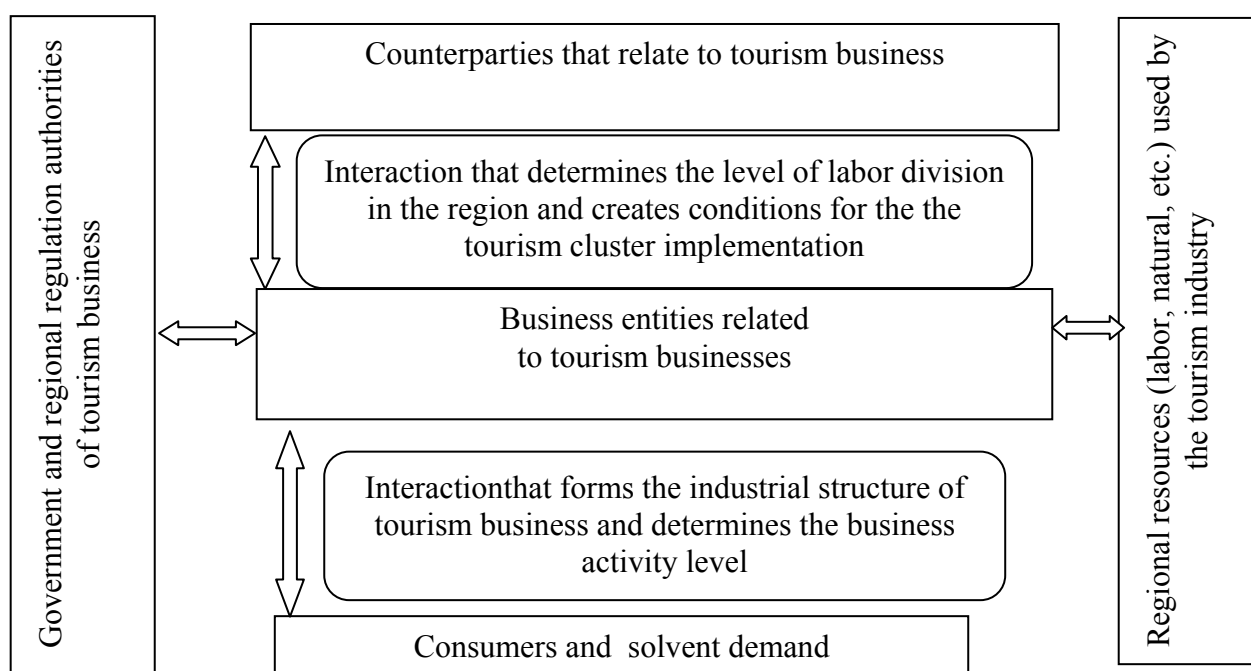 Government and regional regulation authorities
of tourism business
Counterparties that relate to tourism business
Interaction that determines the level of labor division
in the region and creates conditions for the the
tourism cluster implementation
Business entities related
to tourism businesses
Interactionthat forms the industrial structure of
tourism business and determines the business
activity level
Consumers and solvent demand
Regional resources (labor, natural, etc.) used by
the tourism industry